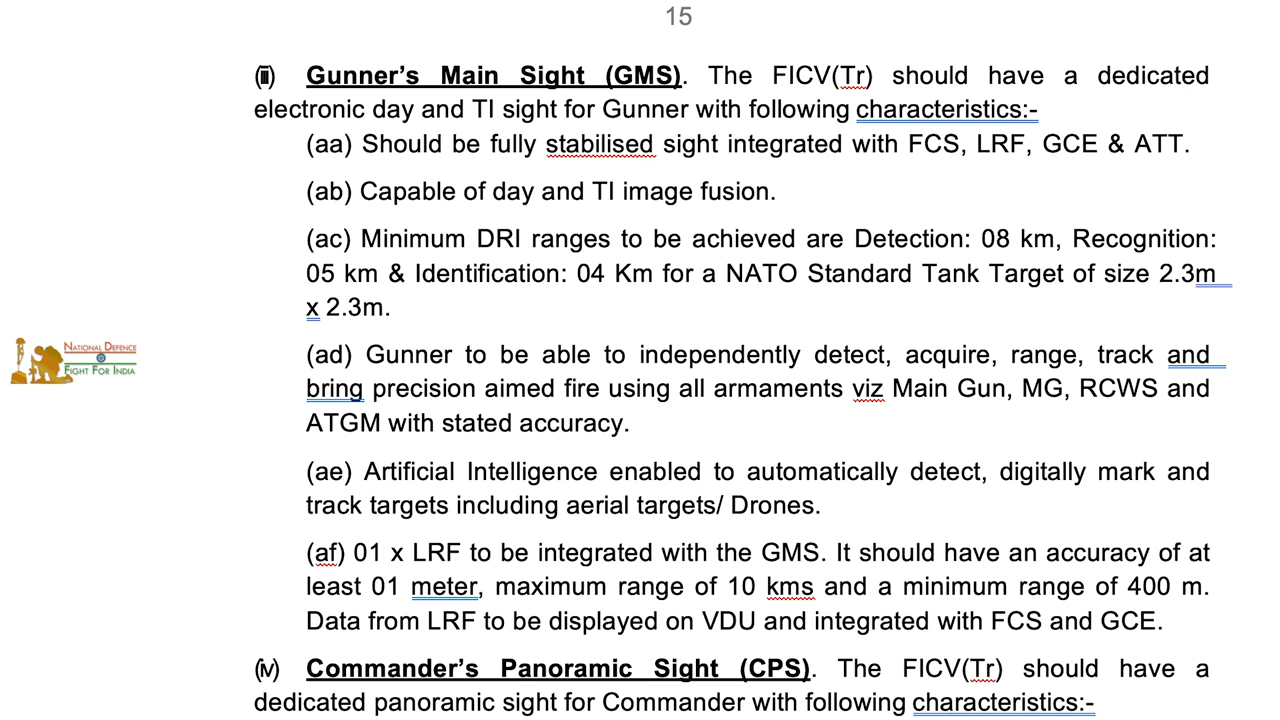 15
(iii) Gunner’s Main Sight (GMS). The FICV(Tr) should have a dedicated
electronic day and TI sight for Gunner with following characteristics:-
(aa) Should be fully stabilised sight integrated with FCS, LRF, GCE & ATT.
(ab) Capable of day and TI image fusion.
(ac) Minimum DRI ranges to be achieved are Detection: 08 km, Recognition:
05 km & Identification: 04 Km for a NATO Standard Tank Target of size 2.3m
x 2.3m.
NATIONAL DEFENCE
FIGHT FOR INDIA
(ad) Gunner to be able to independently detect, acquire, range, track and
bring precision aimed fire using all armaments viz Main Gun, MG, RCWS and
ATGM with stated accuracy.
(ae) Artificial Intelligence enabled to automatically detect, digitally mark and
track targets including aerial targets/ Drones.
(af) 01 x LRF to be integrated with the GMS. It should have an accuracy of at
least 01 meter, maximum range of 10 kms and a minimum range of 400 m.
Data from LRF to be displayed on VDU and integrated with FCS and GCE.
(iv) Commander’s Panoramic Sight (CPS). The FICV(Tr) should have a
dedicated panoramic sight for Commander with following characteristics:-